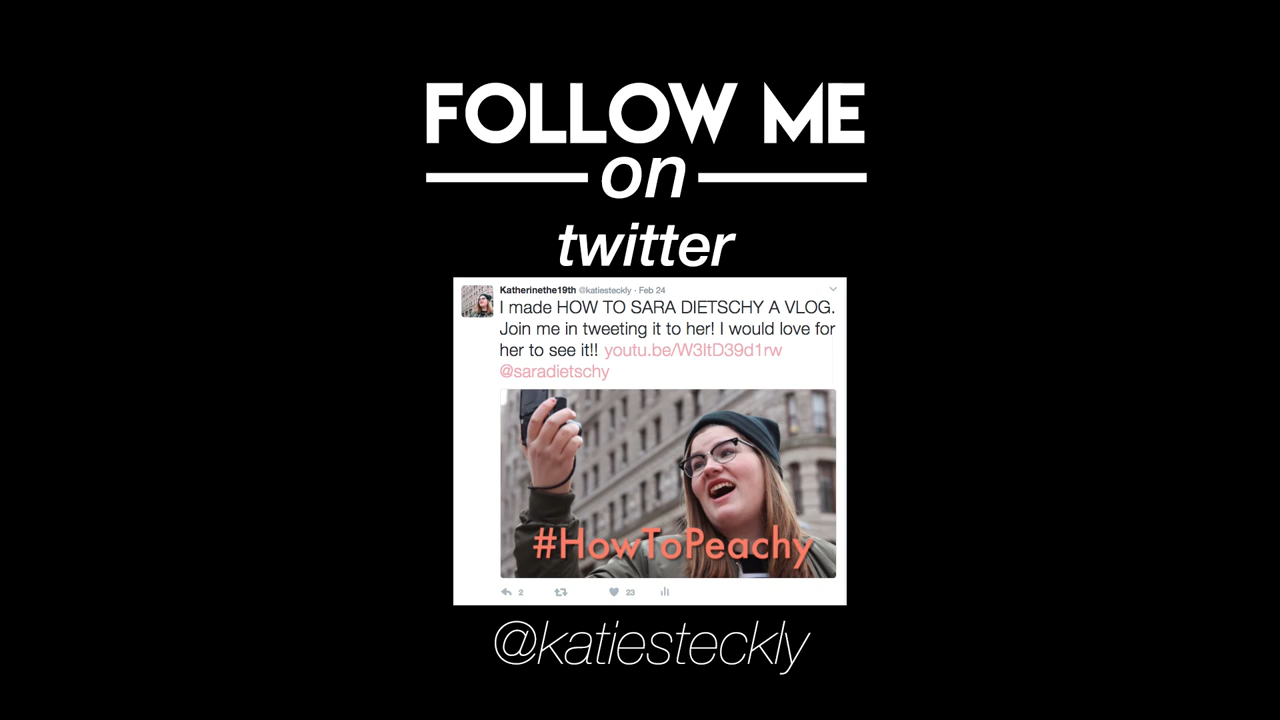 FOLLOW ME
on
twitter
Katherinethe19th @katiesteckly · Feb 24
I made HOW TO SARA DIETSCHY A VLOG.
Join me in tweeting it to her! I would love for
her to see it!! youtu.be/W3ltD39d1rw
@saradietschy
#HowToPeachy
2 23
@katiesteckly